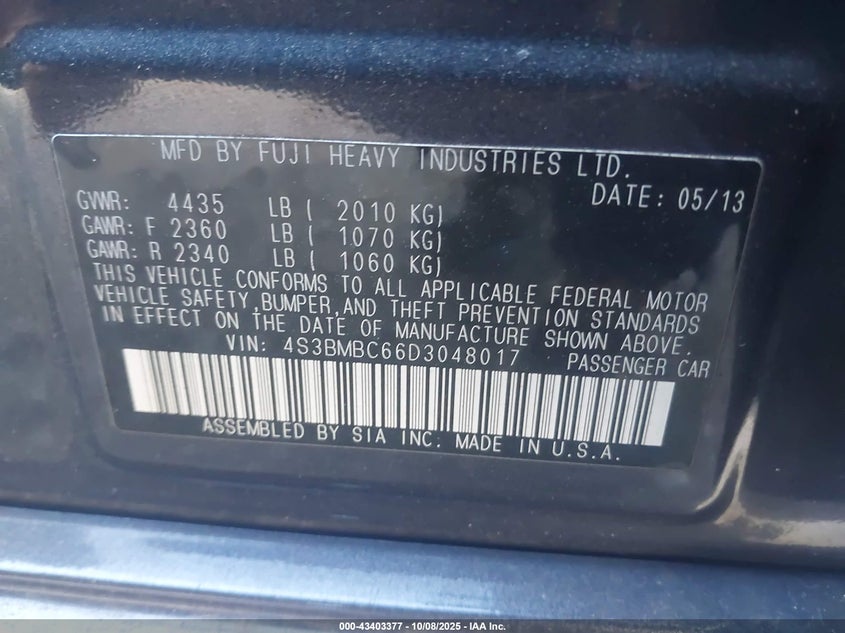 MFD BY FUJI HEAVY INDUSTRIES LTD.
DATE: 05/13
GVWR: 4435 LB ( 2010 KG)
GAWR: F 2360 LB ( 1070 KG)
GAWR: R 2340 LB ( 1060 KG)
THIS VEHICLE CONFORMS TO ALL APPLICABLE FEDERAL MOTOR
VEHICLE SAFETY, BUMPER, AND THEFT PREVENTION STANDARDS
IN EFFECT ON THE DATE OF MANUFACTURE SHOWN ABOVE.
VIN: 4S3BMBC66D3048017 PASSENGER CAR
ASSEMBLED BY SIA INC. MADE IN U.S.A.
000-43403377 - 10/08/2025 - IAA Inc.